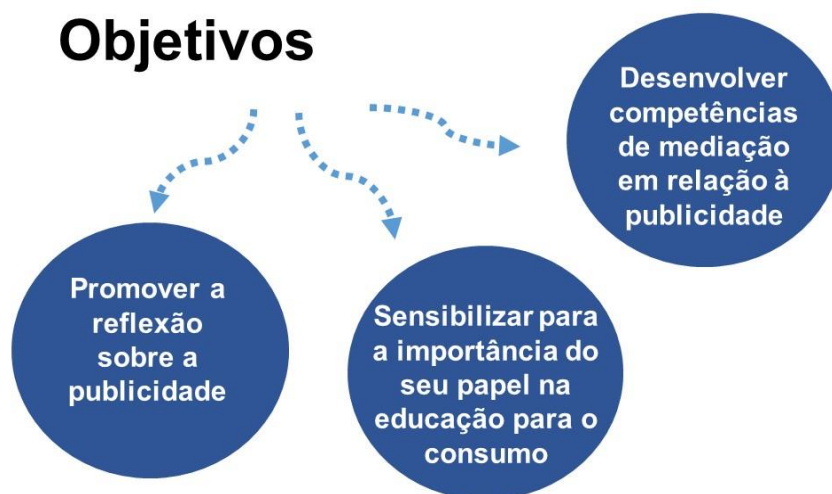 Objetivos
Promover a
reflexão
sobre a
publicidade
Sensibilizar para
a importância do
seu papel na
educação para o
consumo
Desenvolver
competências
de mediação
em relação à
publicidade